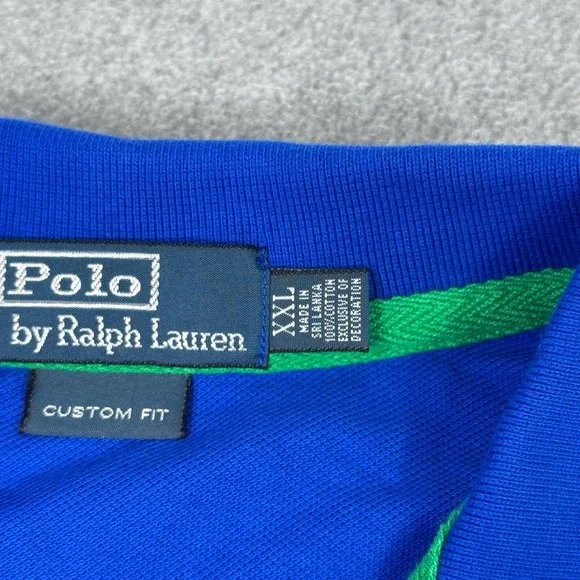 Polo
by Ralph Lauren
XXL
MADE IN
SRI LANKA
100% COTTON
EXCLUSIVE OF
DECORATION
CUSTOM FIT